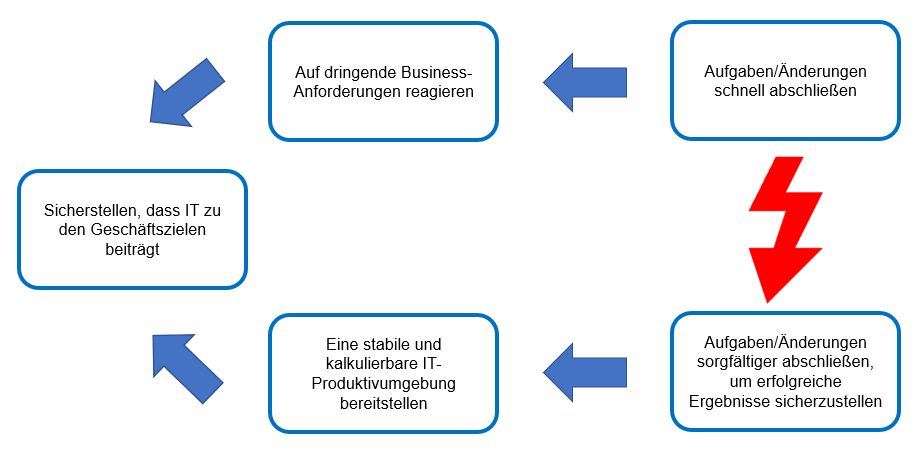 Auf dringende Business-
Anforderungen reagieren
Aufgaben/Änderungen
schnell abschließen
Sicherstellen, dass IT zu
den Geschäftszielen
beiträgt
Eine stabile und
kalkulierbare IT-
Produktivumgebung
bereitstellen
Aufgaben/Änderungen
sorgfältiger abschließen,
um erfolgreiche
Ergebnisse sicherzustellen